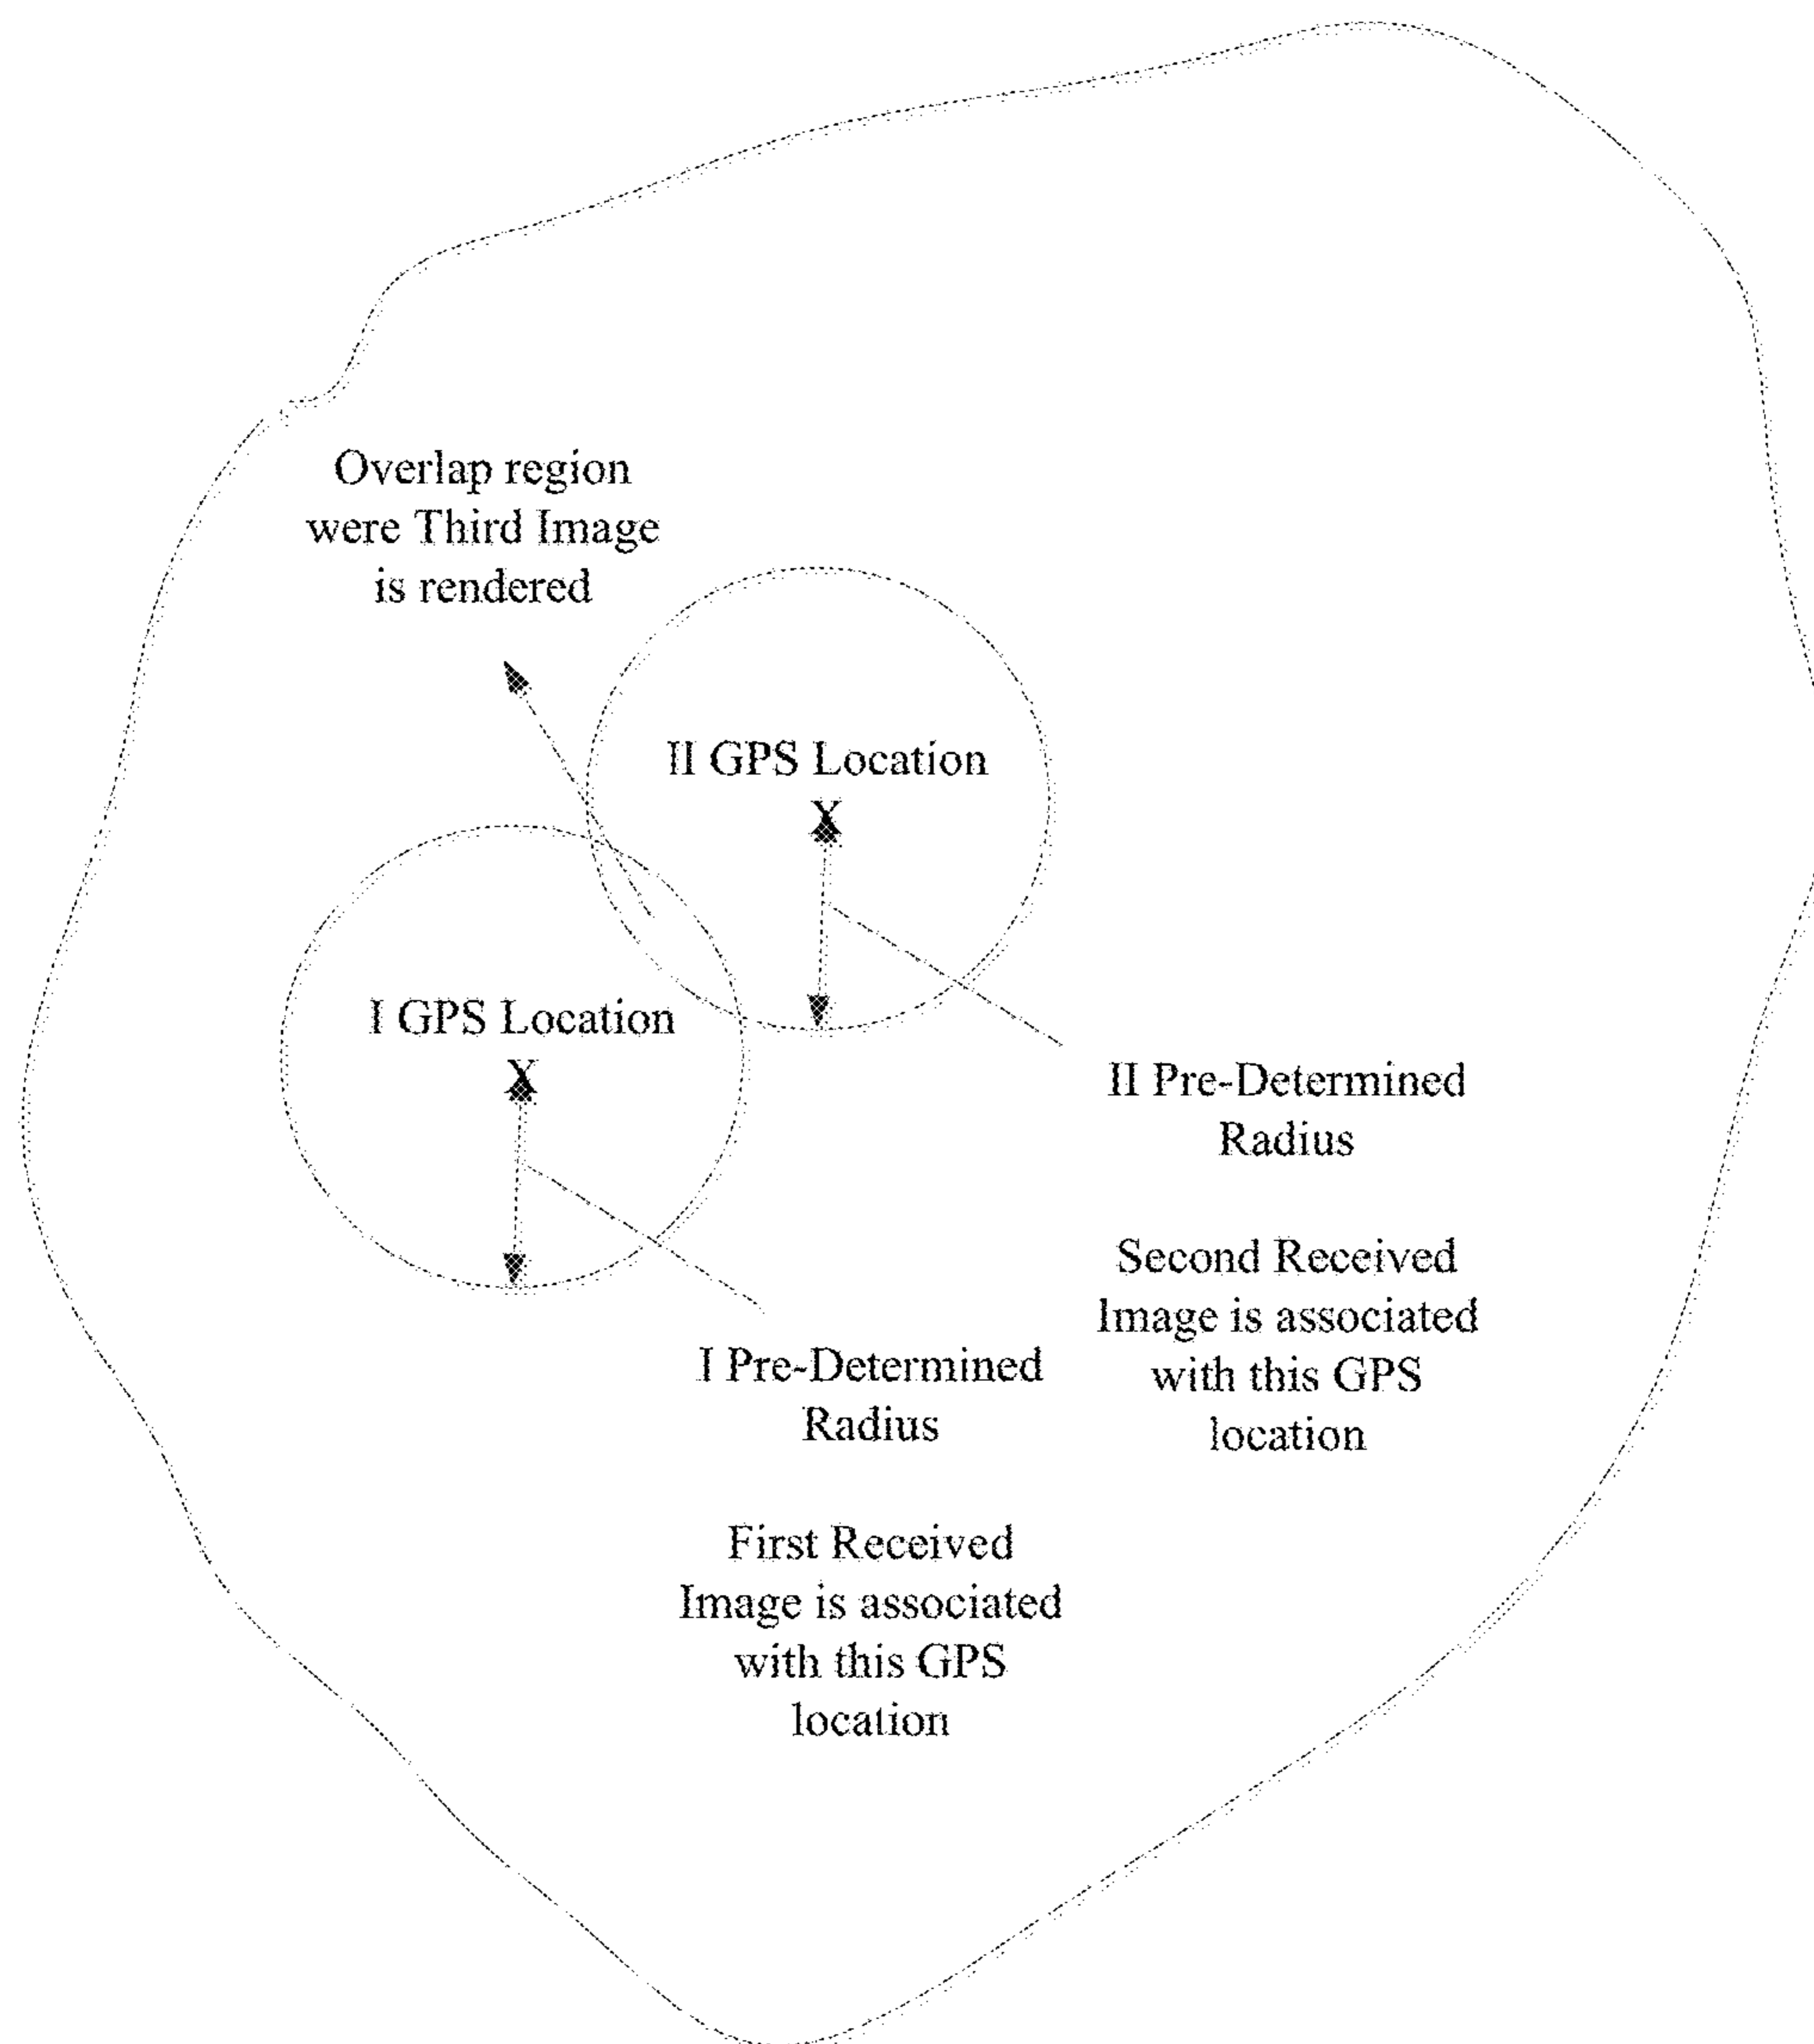 Overlap region
were Third Image
is rendered
II GPS Location
X
I GPS Location
X
II Pre-Determined
Radius
Second Received
Image is associated
with this GPS
location
I Pre-Determined
Radius
First Received
Image is associated
with this GPS
location